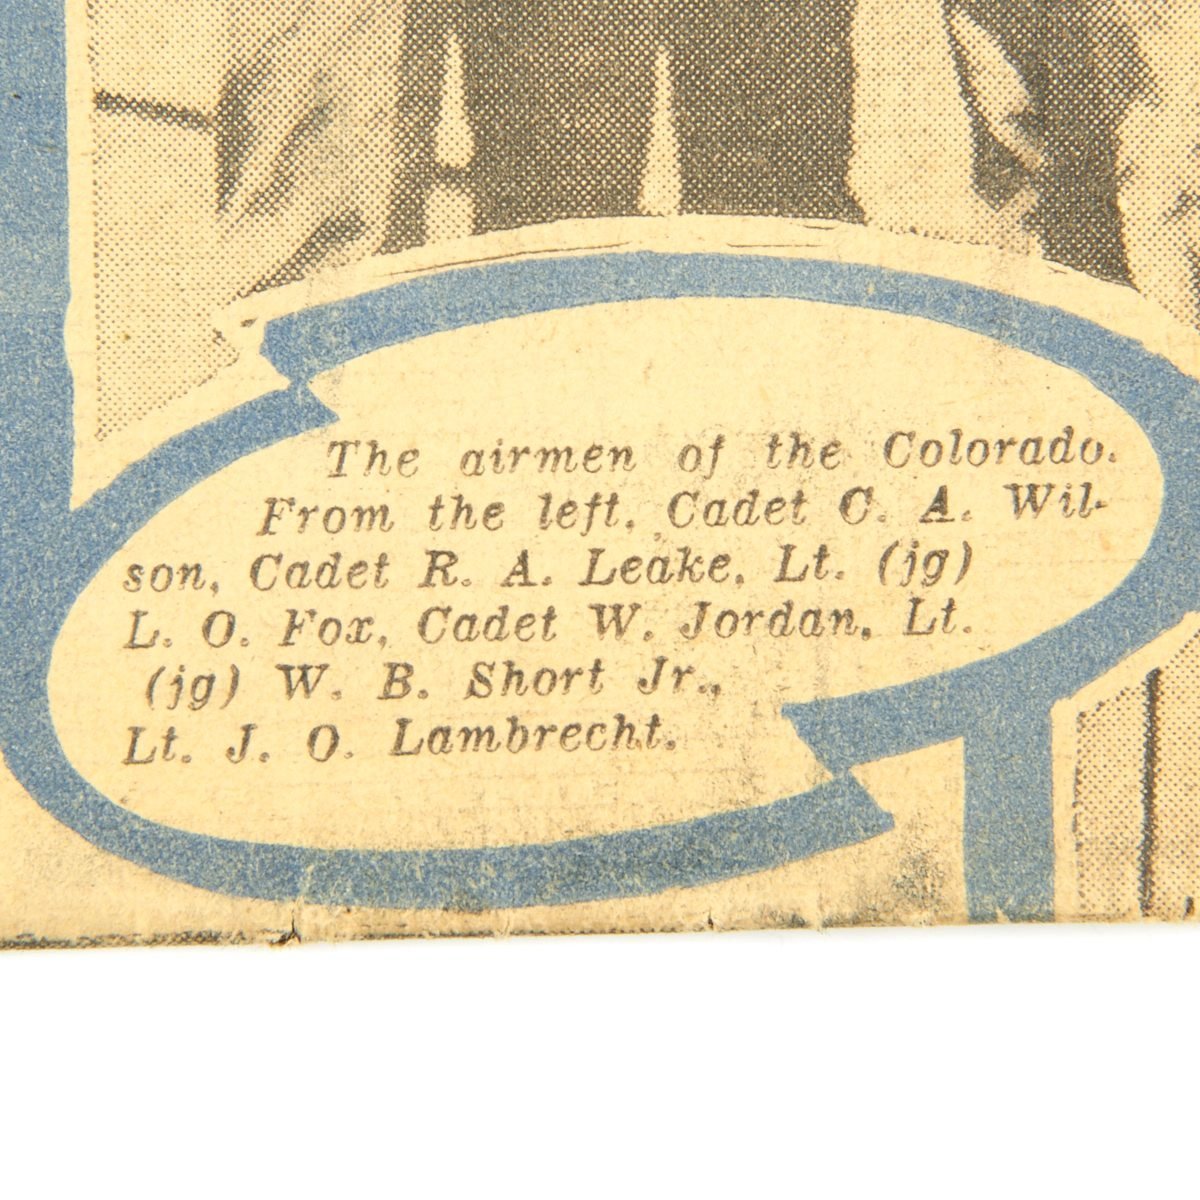 The airmen of the Colorado.
From the left, Cadet C. A. Wil-
son, Cadet R. A. Leake, Lt. (jg)
L. O. Fox, Cadet W. Jordan, Lt.
(jg) W. B. Short Jr.,
Lt. J. O. Lambrecht.